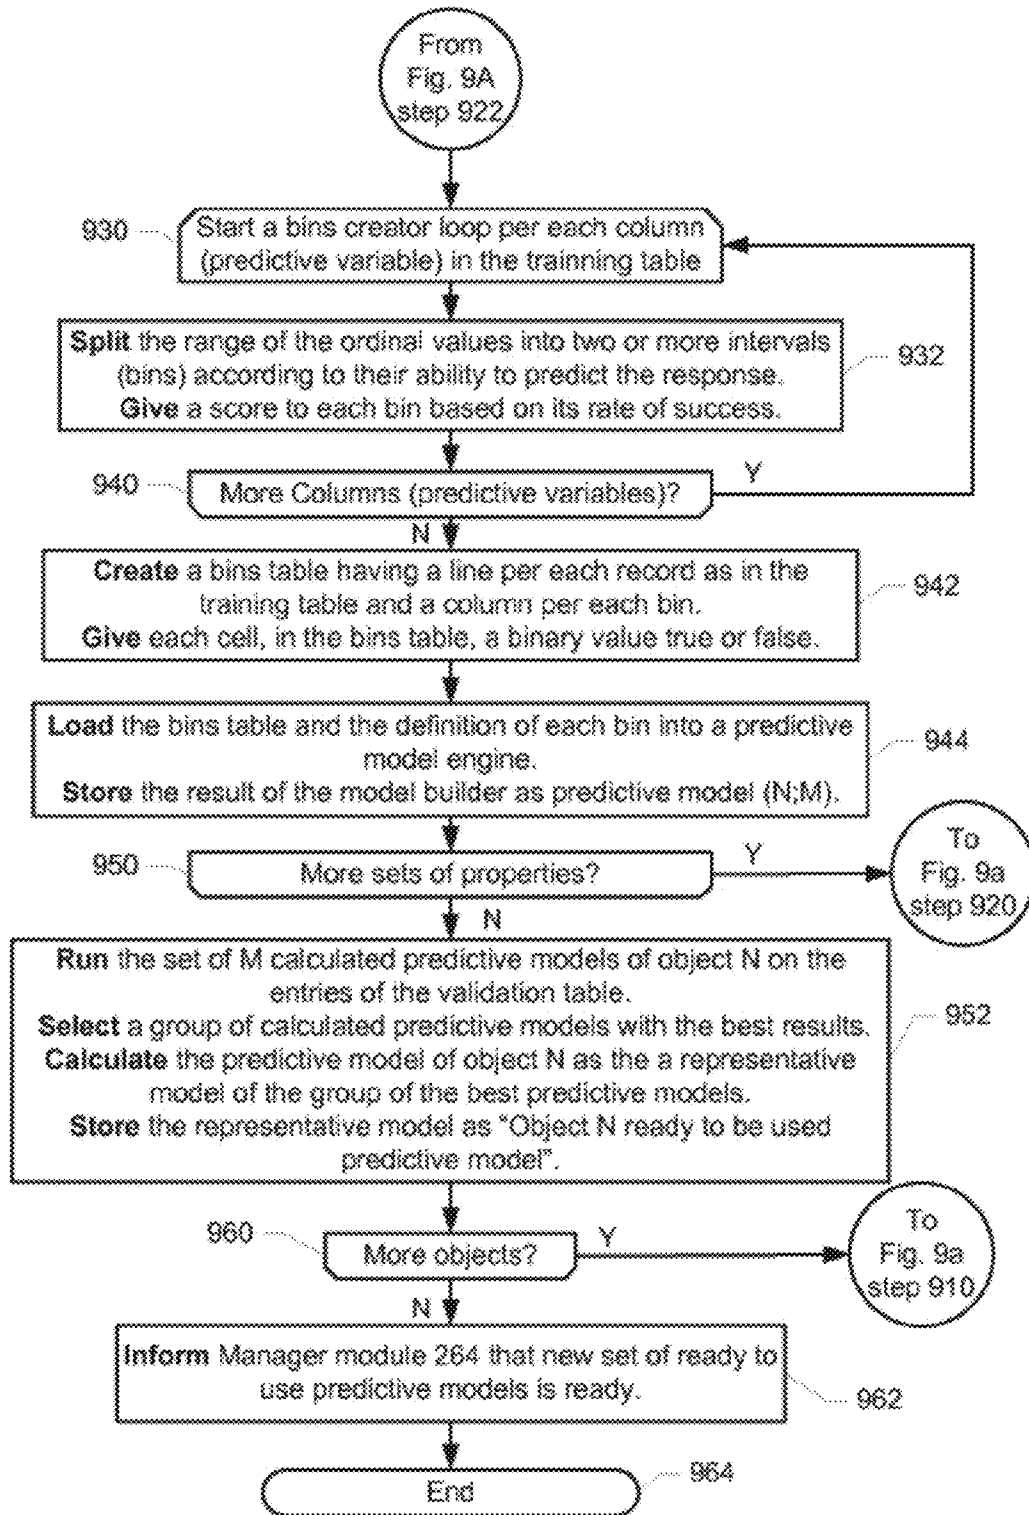 From
Fig. 9A
step 922
930
Start a bins creator loop per each column
(predictive variable) in the trainning table
Split the range of the ordinal values into two or more intervals
(bins) according to their ability to predict the response.
Give a score to each bin based on its rate of success.
932
940
More Columns (predictive variables)?
Y
N
Create a bins table having a line per each record as in the
training table and a column per each bin.
Give each cell, in the bins table, a binary value true or false.
942
Load the bins table and the definition of each bin into a predictive
model engine.
Store the result of the model builder as predictive model (N;M).
944
950
More sets of properties?
Y
To
Fig. 9a
step 920
N
Run the set of M calculated predictive models of object N on the
entries of the validation table.
Select a group of calculated predictive models with the best results.
Calculate the predictive model of object N as the a representative
model of the group of the best predictive models.
Store the representative model as "Object N ready to be used
predictive model".
952
960
More objects?
Y
To
Fig. 9a
step 910
N
Inform Manager module 264 that new set of ready to
use predictive models is ready.
962
End
964